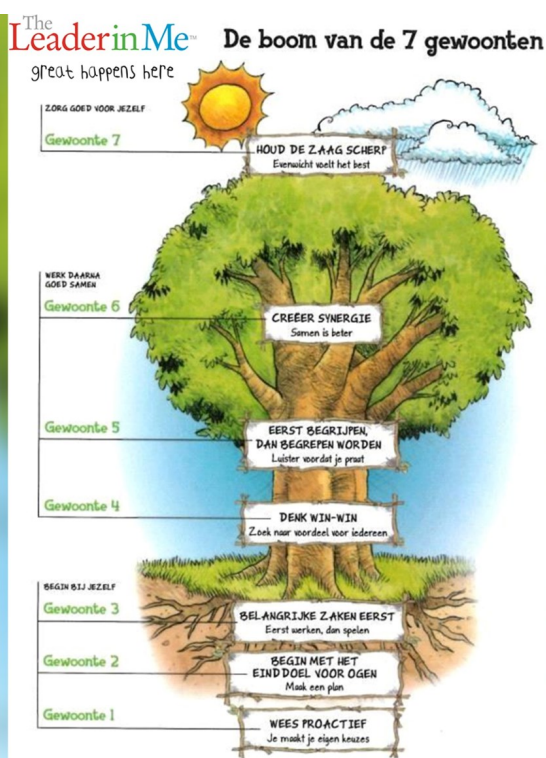 The
Leader in Me™
great happens here
De boom van de 7 gewoonten
ZORG GOED VOOR JEZELF
Gewoonte 7
HOUD DE ZAAG SCHERP
Evenwicht voelt het best
WERK DAARNA
GOED SAMEN
Gewoonte 6
CREËER SYNERGIE
Samen is beter
Gewoonte 5
EERST BEGRIJPEN,
DAN BEGREPEN WORDEN
Luister voordat je praat
Gewoonte 4
DENK WIN-WIN
Zoek naar voordeel voor iedereen
BEGIN BIJ JEZELF
Gewoonte 3
BELANGRIJKE ZAKEN EERST
Eerst werken, dan spelen
Gewoonte 2
BEGIN MET HET
EINDDOEL VOOR OGEN
Maak een plan
Gewoonte 1
WEES PROACTIEF
Je maakt je eigen keuzes